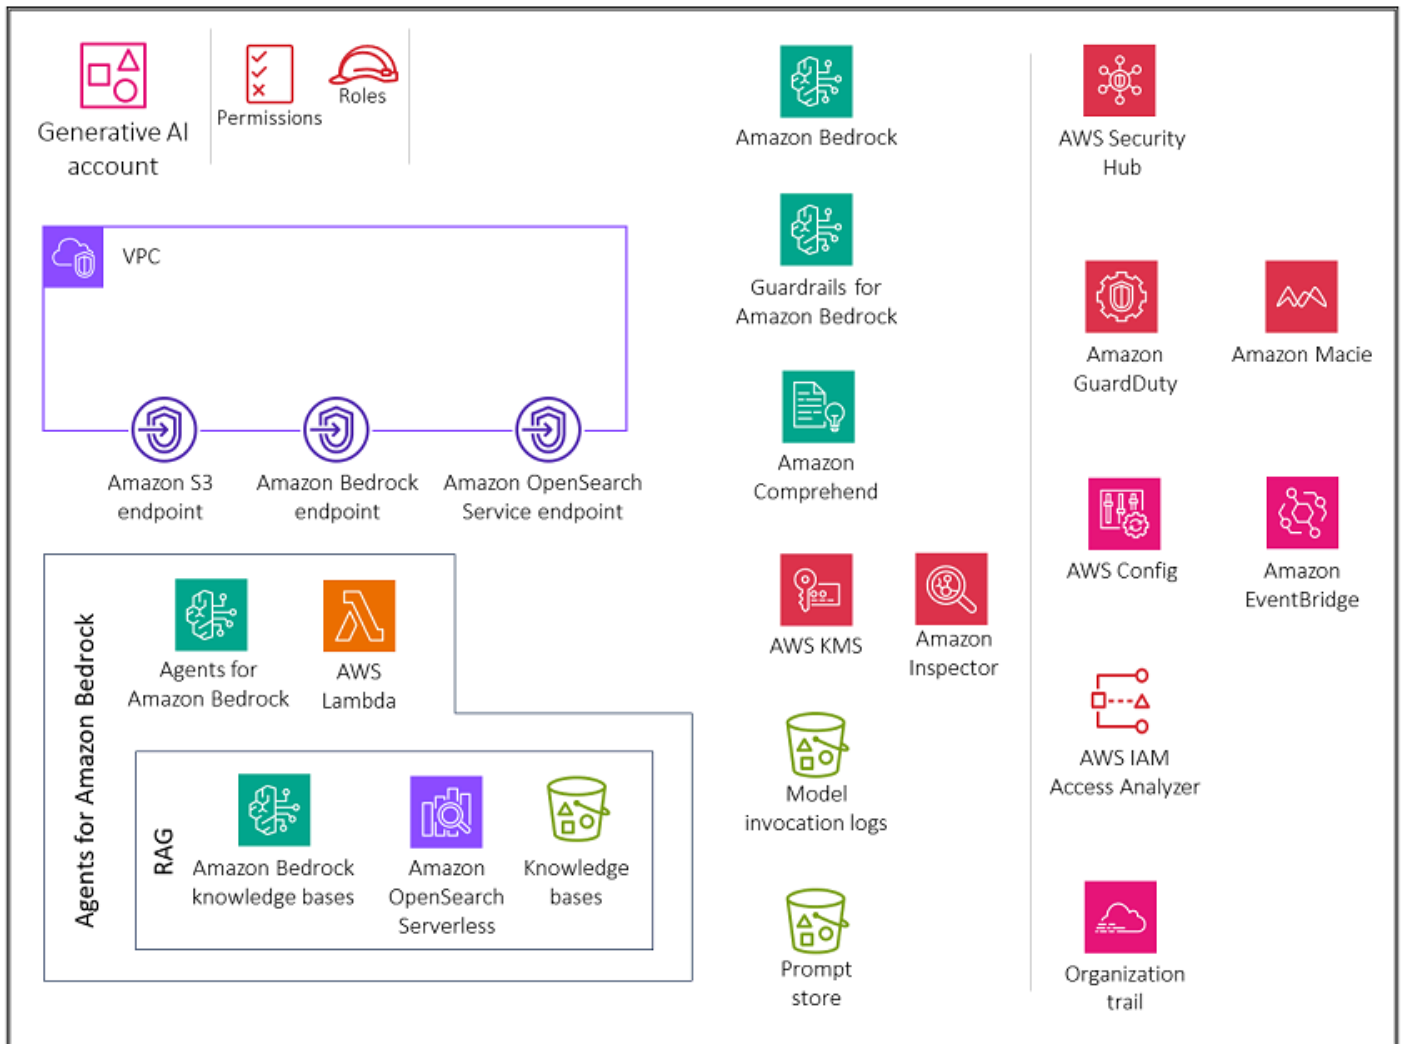 Generative AI
account
Permissions
Roles
VPC
Amazon S3
endpoint
Amazon Bedrock
endpoint
Amazon OpenSearch
Service endpoint
Agents for Amazon Bedrock
Agents for
Amazon Bedrock
AWS
Lambda
RAG
Amazon Bedrock
knowledge bases
Amazon
OpenSearch
Serverless
Knowledge
bases
Amazon Bedrock
Guardrails for
Amazon Bedrock
Amazon
Comprehend
AWS KMS
Amazon
Inspector
Model
invocation logs
Prompt
store
AWS Security
Hub
Amazon
GuardDuty
Amazon Macie
AWS Config
Amazon
EventBridge
AWS IAM
Access Analyzer
Organization
trail